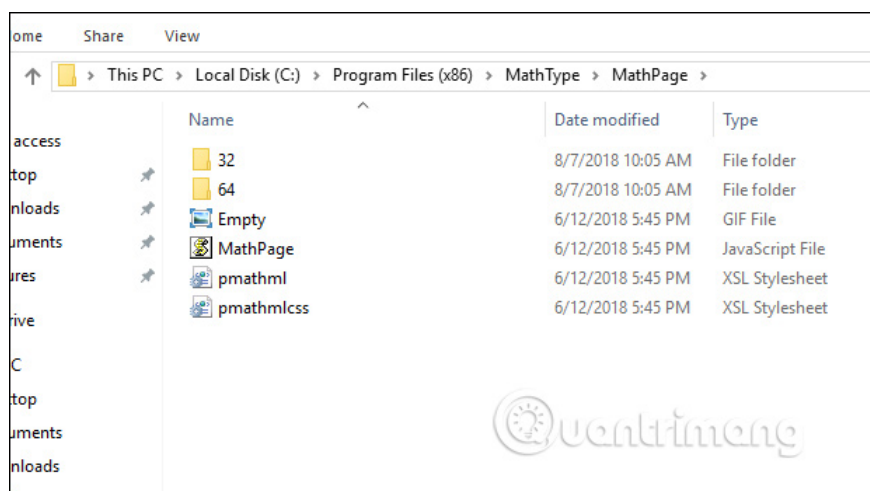 ome Share View
This PC > Local Disk (C:) > Program Files (x86) > MathType > MathPage >
Name Date modified Type
access
top
nloads
uments
ures
rive
C
top
uments
nloads
32 8/7/2018 10:05 AM File folder
64 8/7/2018 10:05 AM File folder
Empty 6/12/2018 5:45 PM GIF File
MathPage 6/12/2018 5:45 PM JavaScript File
pmathml 6/12/2018 5:45 PM XSL Stylesheet
pmathmlcss 6/12/2018 5:45 PM XSL Stylesheet
Quantrimang